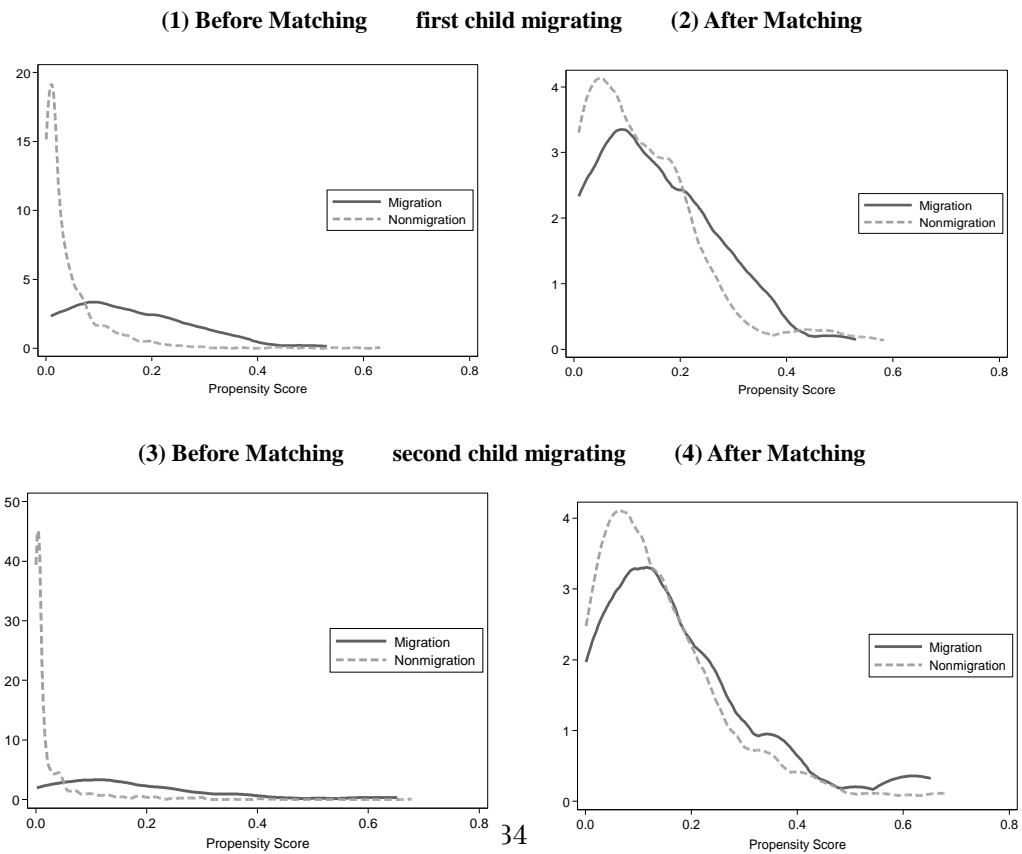 (1) Before Matching first child migrating (2) After Matching
20
15
10
5
0
0.0 0.2 0.4 0.6 0.8
Propensity Score
Migration
Nonmigration
4
3
2
1
0
0.0 0.2 0.4 0.6 0.8
Propensity Score
Migration
Nonmigration
(3) Before Matching second child migrating (4) After Matching
50
40
30
20
10
0
0.0 0.2 0.4 0.6 0.8
Propensity Score
Migration
Nonmigration
4
3
2
1
0
0.0 0.2 0.4 0.6 0.8
Propensity Score
Migration
Nonmigration
34